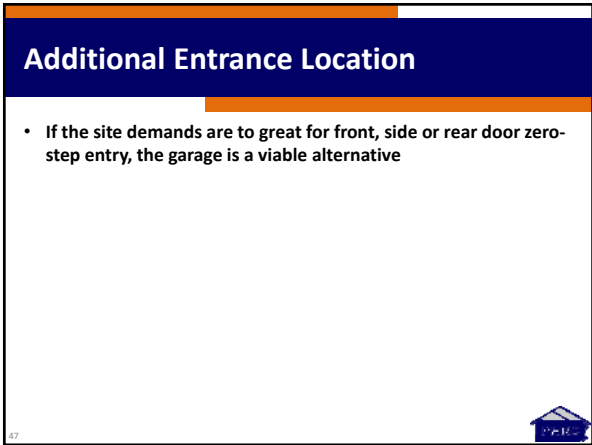 Additional Entrance Location
• If the site demands are to great for front, side or rear door zero-
step entry, the garage is a viable alternative
47